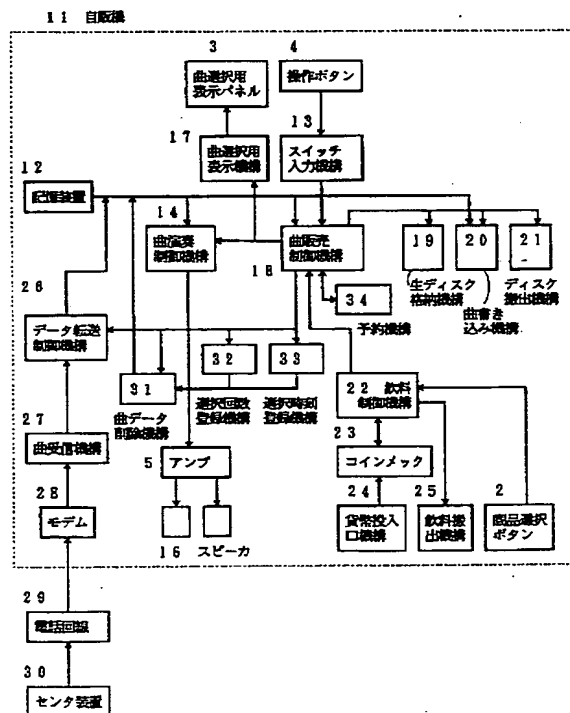 11 自販機
3
4
曲選択用
表示パネル
操作ボタン
17
13
曲選択用
表示機構
スイッチ
入力機構
12
記憶装置
14
曲演奏
制御機構
曲販売
制御機構
18
19
20
21
生ディスク
格納機構
曲書き
込み機構
ディスク
搬出機構
34
予約機構
26
データ転送
制御機構
31
曲データ
削除機構
32
選択回数
登録機構
33
選択時刻
登録機構
22 飲料
制御機構
27
曲受信機構
5
アンプ
23
コインメック
28
モデム
16 スピーカ
24
貨幣投入
口機構
25
飲料搬
出機構
2
商品選択
ボタン
29
電話回線
30
センタ装置